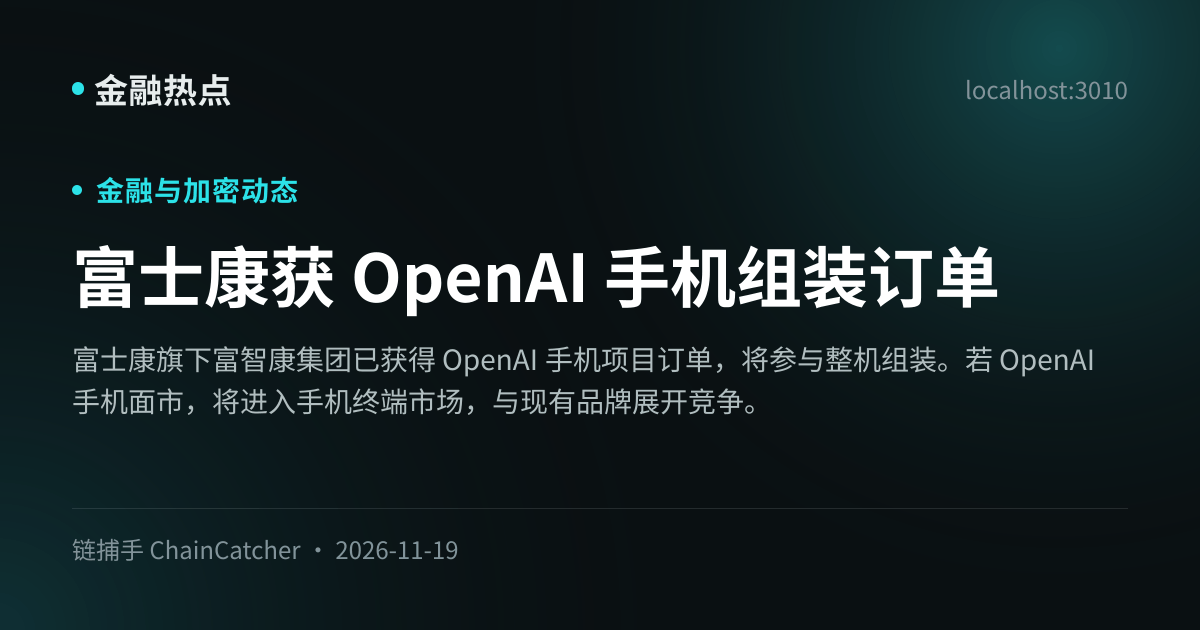 金融热点
localhost:3010
金融与加密动态
富士康获 OpenAI 手机组装订单
富士康旗下富智康集团已获得 OpenAI 手机项目订单，将参与整机组装。若 OpenAI
手机面市，将进入手机终端市场，与现有品牌展开竞争。
链捕手 ChainCatcher · 2026-11-19